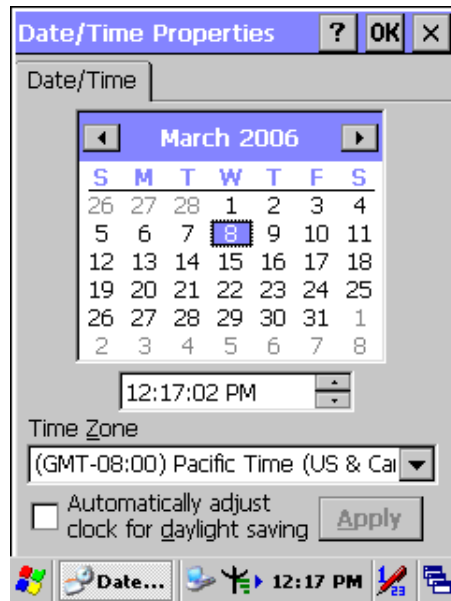 Date/Time Properties ? OK ×
Date/Time
March 2006
S M T W T F S
26 27 28 1 2 3 4
5 6 7 8 9 10 11
12 13 14 15 16 17 18
19 20 21 22 23 24 25
26 27 28 29 30 31 1
2 3 4 5 6 7 8
12:17:02 PM
Time Zone
(GMT-08:00) Pacific Time (US & Ca
Automatically adjust
clock for daylight saving
Apply
Date... 12:17 PM 1/23